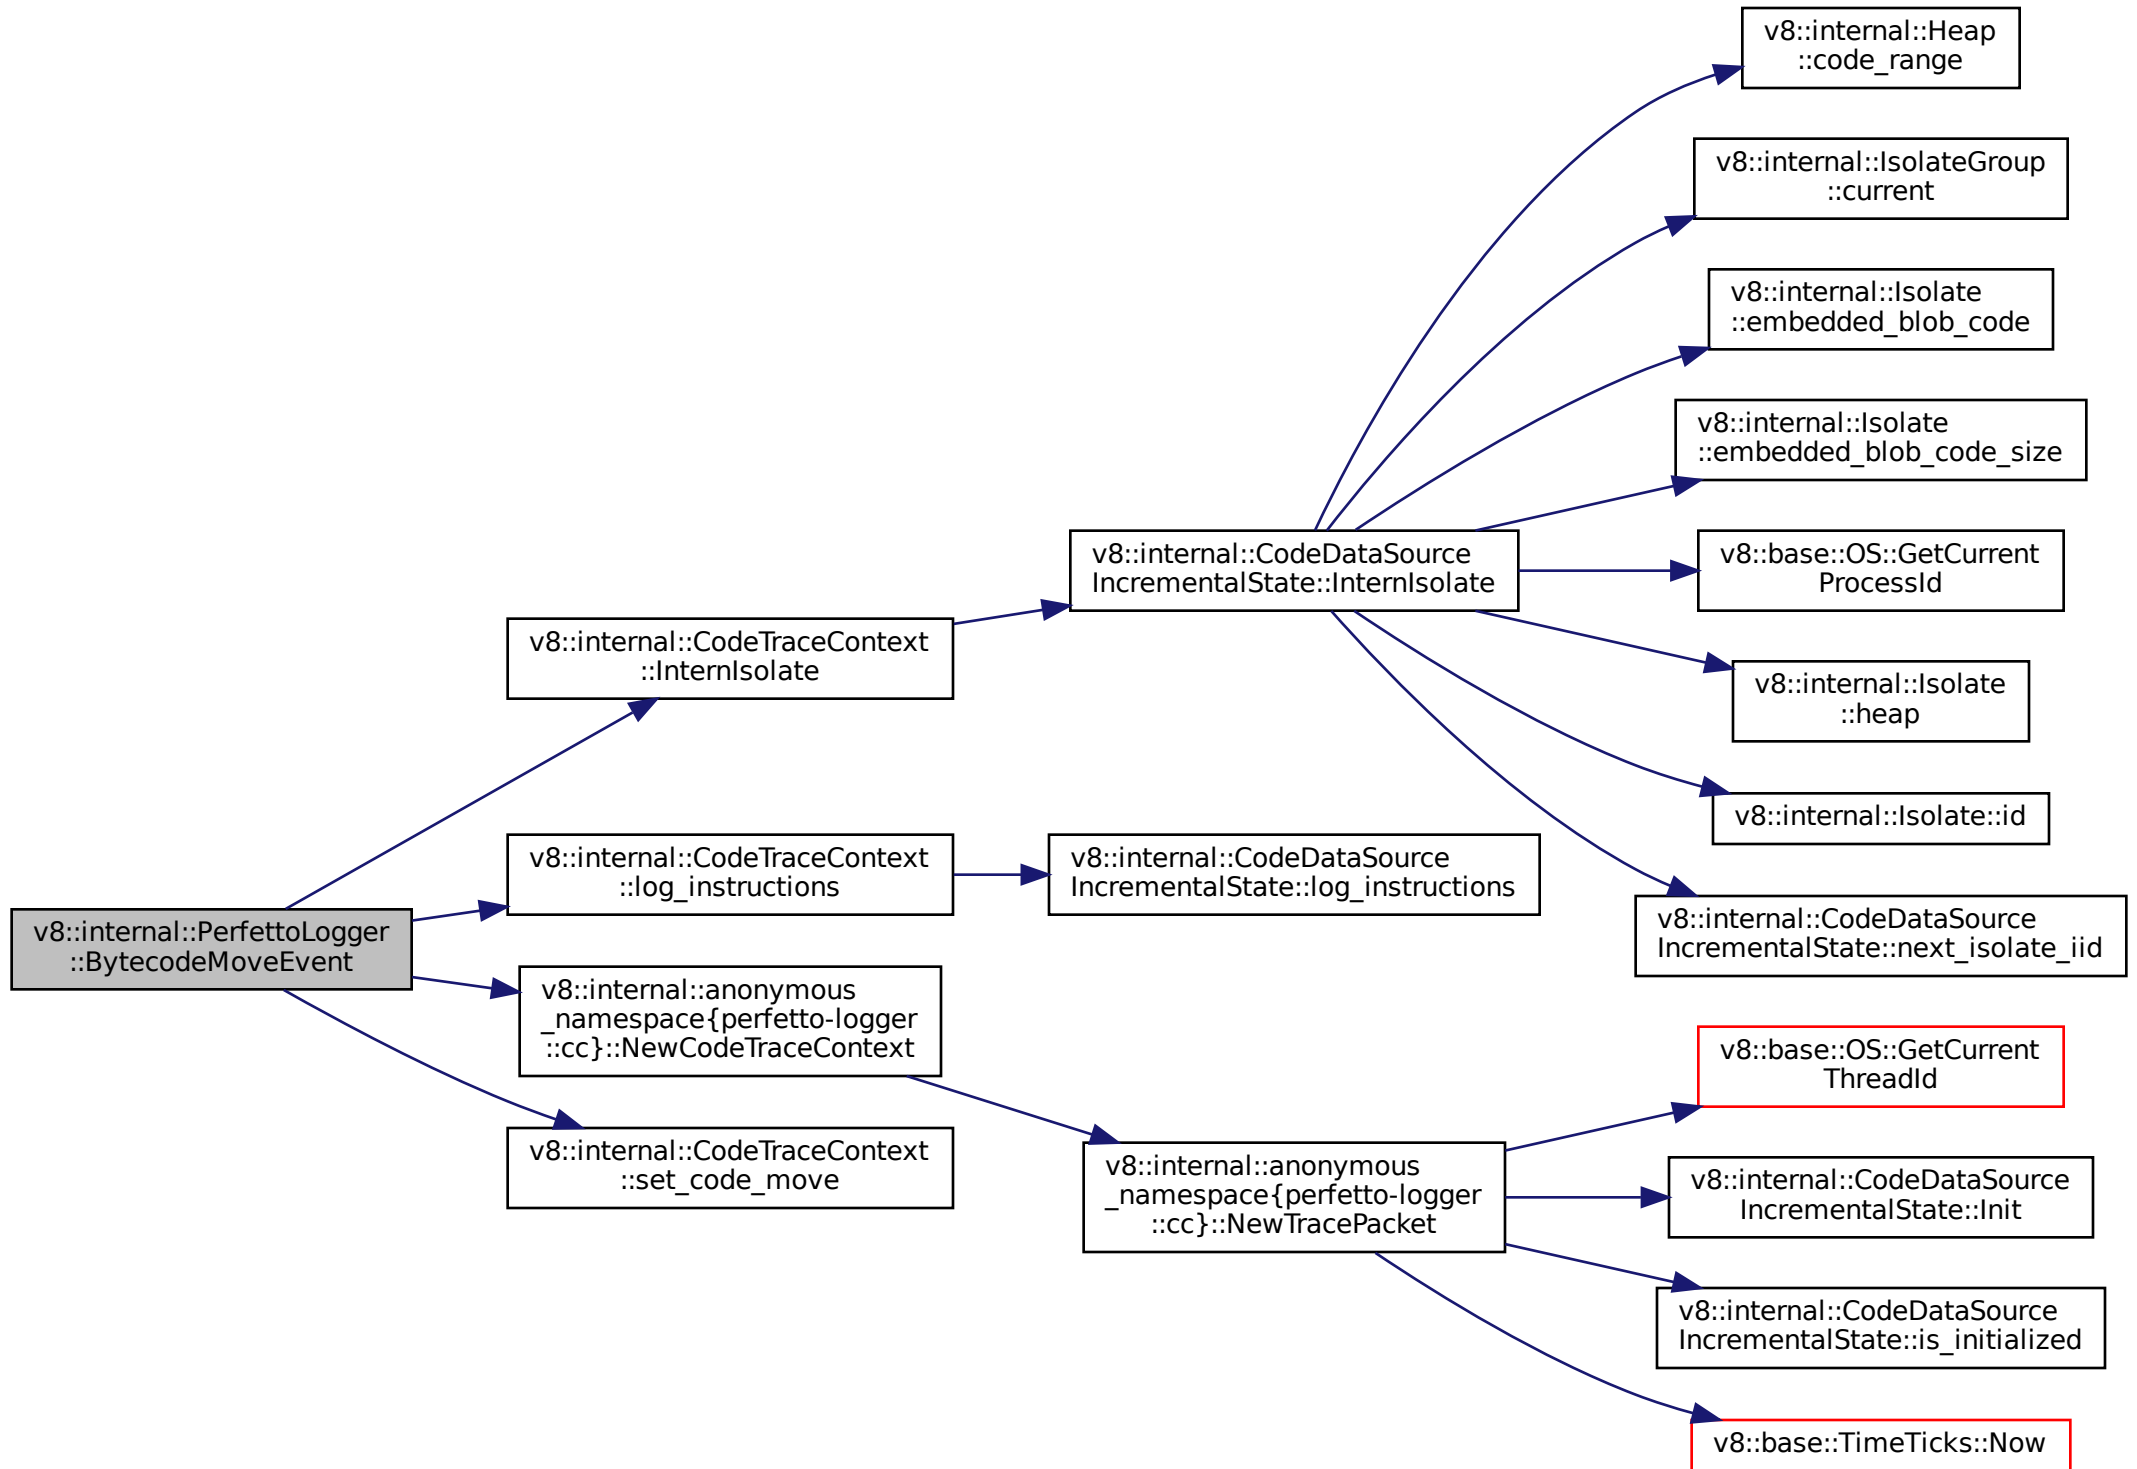 v8::internal::PerfettoLogger
::BytecodeMoveEvent
v8::internal::CodeTraceContext
::InternIsolate
v8::internal::CodeTraceContext
::log_instructions
v8::internal::anonymous
_namespace{perfetto-logger
::cc}::NewCodeTraceContext
v8::internal::CodeTraceContext
::set_code_move
v8::internal::CodeDataSource
IncrementalState::InternIsolate
v8::internal::CodeDataSource
IncrementalState::log_instructions
v8::internal::anonymous
_namespace{perfetto-logger
::cc}::NewTracePacket
v8::internal::Heap
::code_range
v8::internal::IsolateGroup
::current
v8::internal::Isolate
::embedded_blob_code
v8::internal::Isolate
::embedded_blob_code_size
v8::base::OS::GetCurrent
ProcessId
v8::internal::Isolate
::heap
v8::internal::Isolate::id
v8::internal::CodeDataSource
IncrementalState::next_isolate_iid
v8::base::OS::GetCurrent
ThreadId
v8::internal::CodeDataSource
IncrementalState::Init
v8::internal::CodeDataSource
IncrementalState::is_initialized
v8::base::TimeTicks::Now